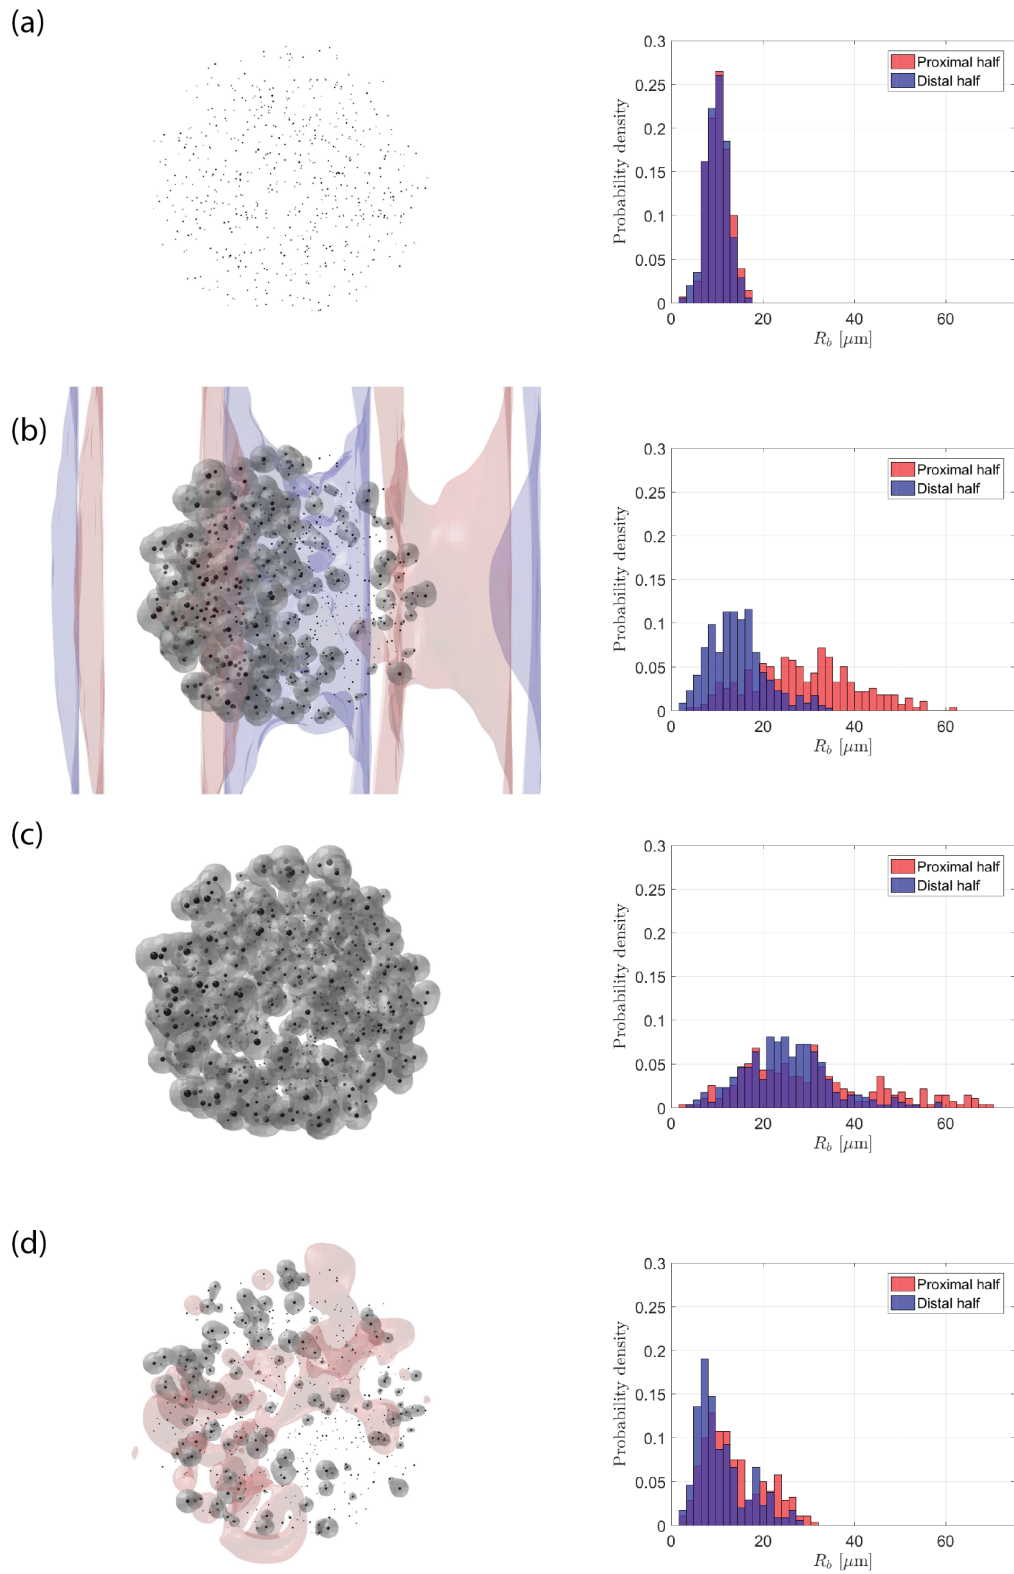 (a)
0.3
0.25
0.2
0.15
0.1
0.05
0
Probability density
Proximal half
Distal half
0 20 40 60
R_b [μm]
(b)
0.3
0.25
0.2
0.15
0.1
0.05
0
Probability density
Proximal half
Distal half
0 20 40 60
R_b [μm]
(c)
0.3
0.25
0.2
0.15
0.1
0.05
0
Probability density
Proximal half
Distal half
0 20 40 60
R_b [μm]
(d)
0.3
0.25
0.2
0.15
0.1
0.05
0
Probability density
Proximal half
Distal half
0 20 40 60
R_b [μm]